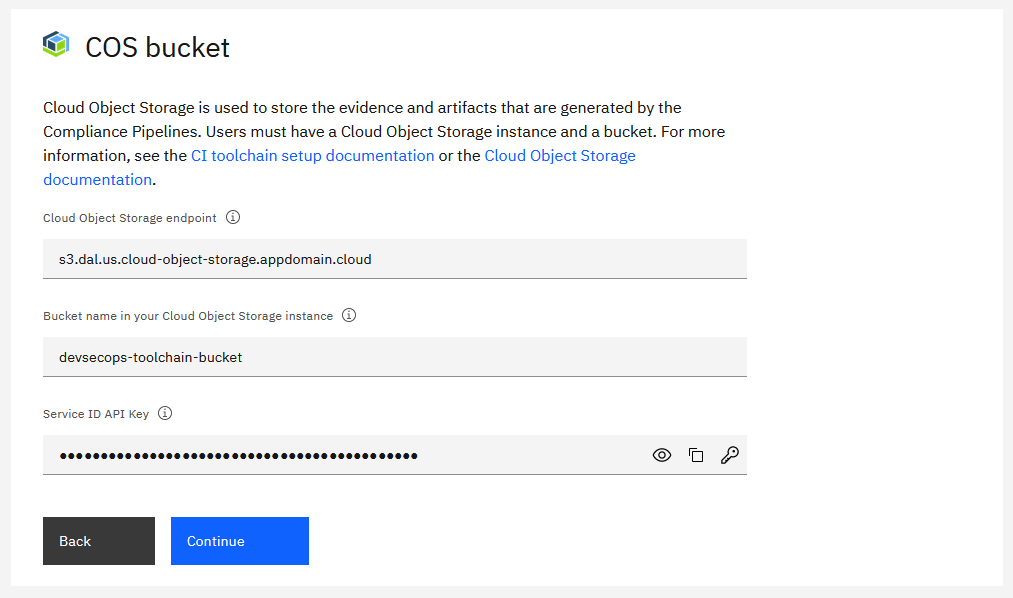 COS bucket
Cloud Object Storage is used to store the evidence and artifacts that are generated by the
Compliance Pipelines. Users must have a Cloud Object Storage instance and a bucket. For more
information, see the CI toolchain setup documentation or the Cloud Object Storage
documentation.
Cloud Object Storage endpoint
s3.dal.us.cloud-object-storage.appdomain.cloud
Bucket name in your Cloud Object Storage instance
devsecops-toolchain-bucket
Service ID API Key
Back
Continue